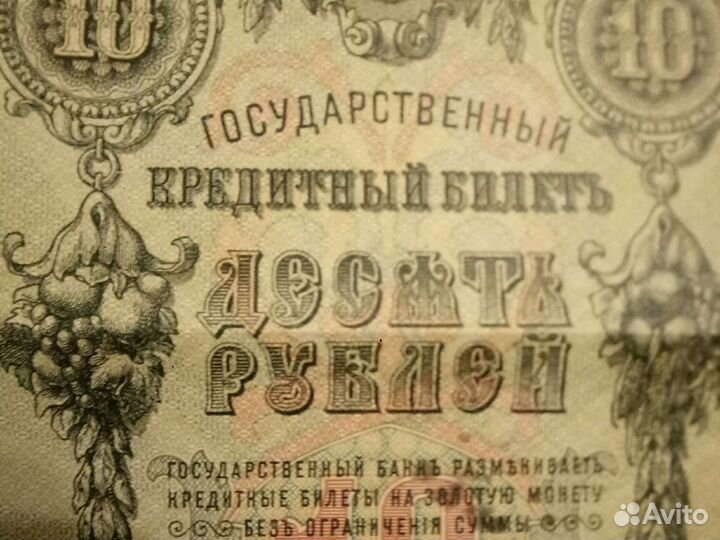 10 10
ГОСУДАРСТВЕННЫЙ
КРЕДИТНЫЙ БИЛЕТЪ
ДЕСЯТЬ
РУБЛЕЙ
ГОСУДАРСТВЕННЫЙ БАНКЪ РАЗМѢНИВАЕТЪ
КРЕДИТНЫЕ БИЛЕТЫ НА ЗОЛОТУЮ МОНЕТУ
БЕЗЪ ОГРАНИЧЕНІЯ СУММЫ
10
Avito